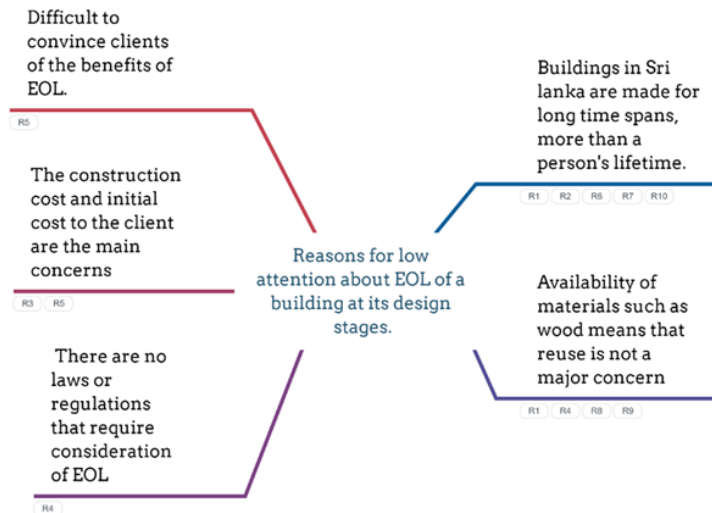 Difficult to
convince clients
of the benefits of
EOL.
R5
The construction
cost and initial
cost to the client
are the main
concerns
R3 R5
There are no
laws or
regulations
that require
consideration
of EOL
R4
Reasons for low
attention about EOL of a
building at its design
stages.
Buildings in Sri
lanka are made for
long time spans,
more than a
person's lifetime.
R1 R2 R6 R7 R10
Availability of
materials such as
wood means that
reuse is not a
major concern
R1 R4 R8 R9